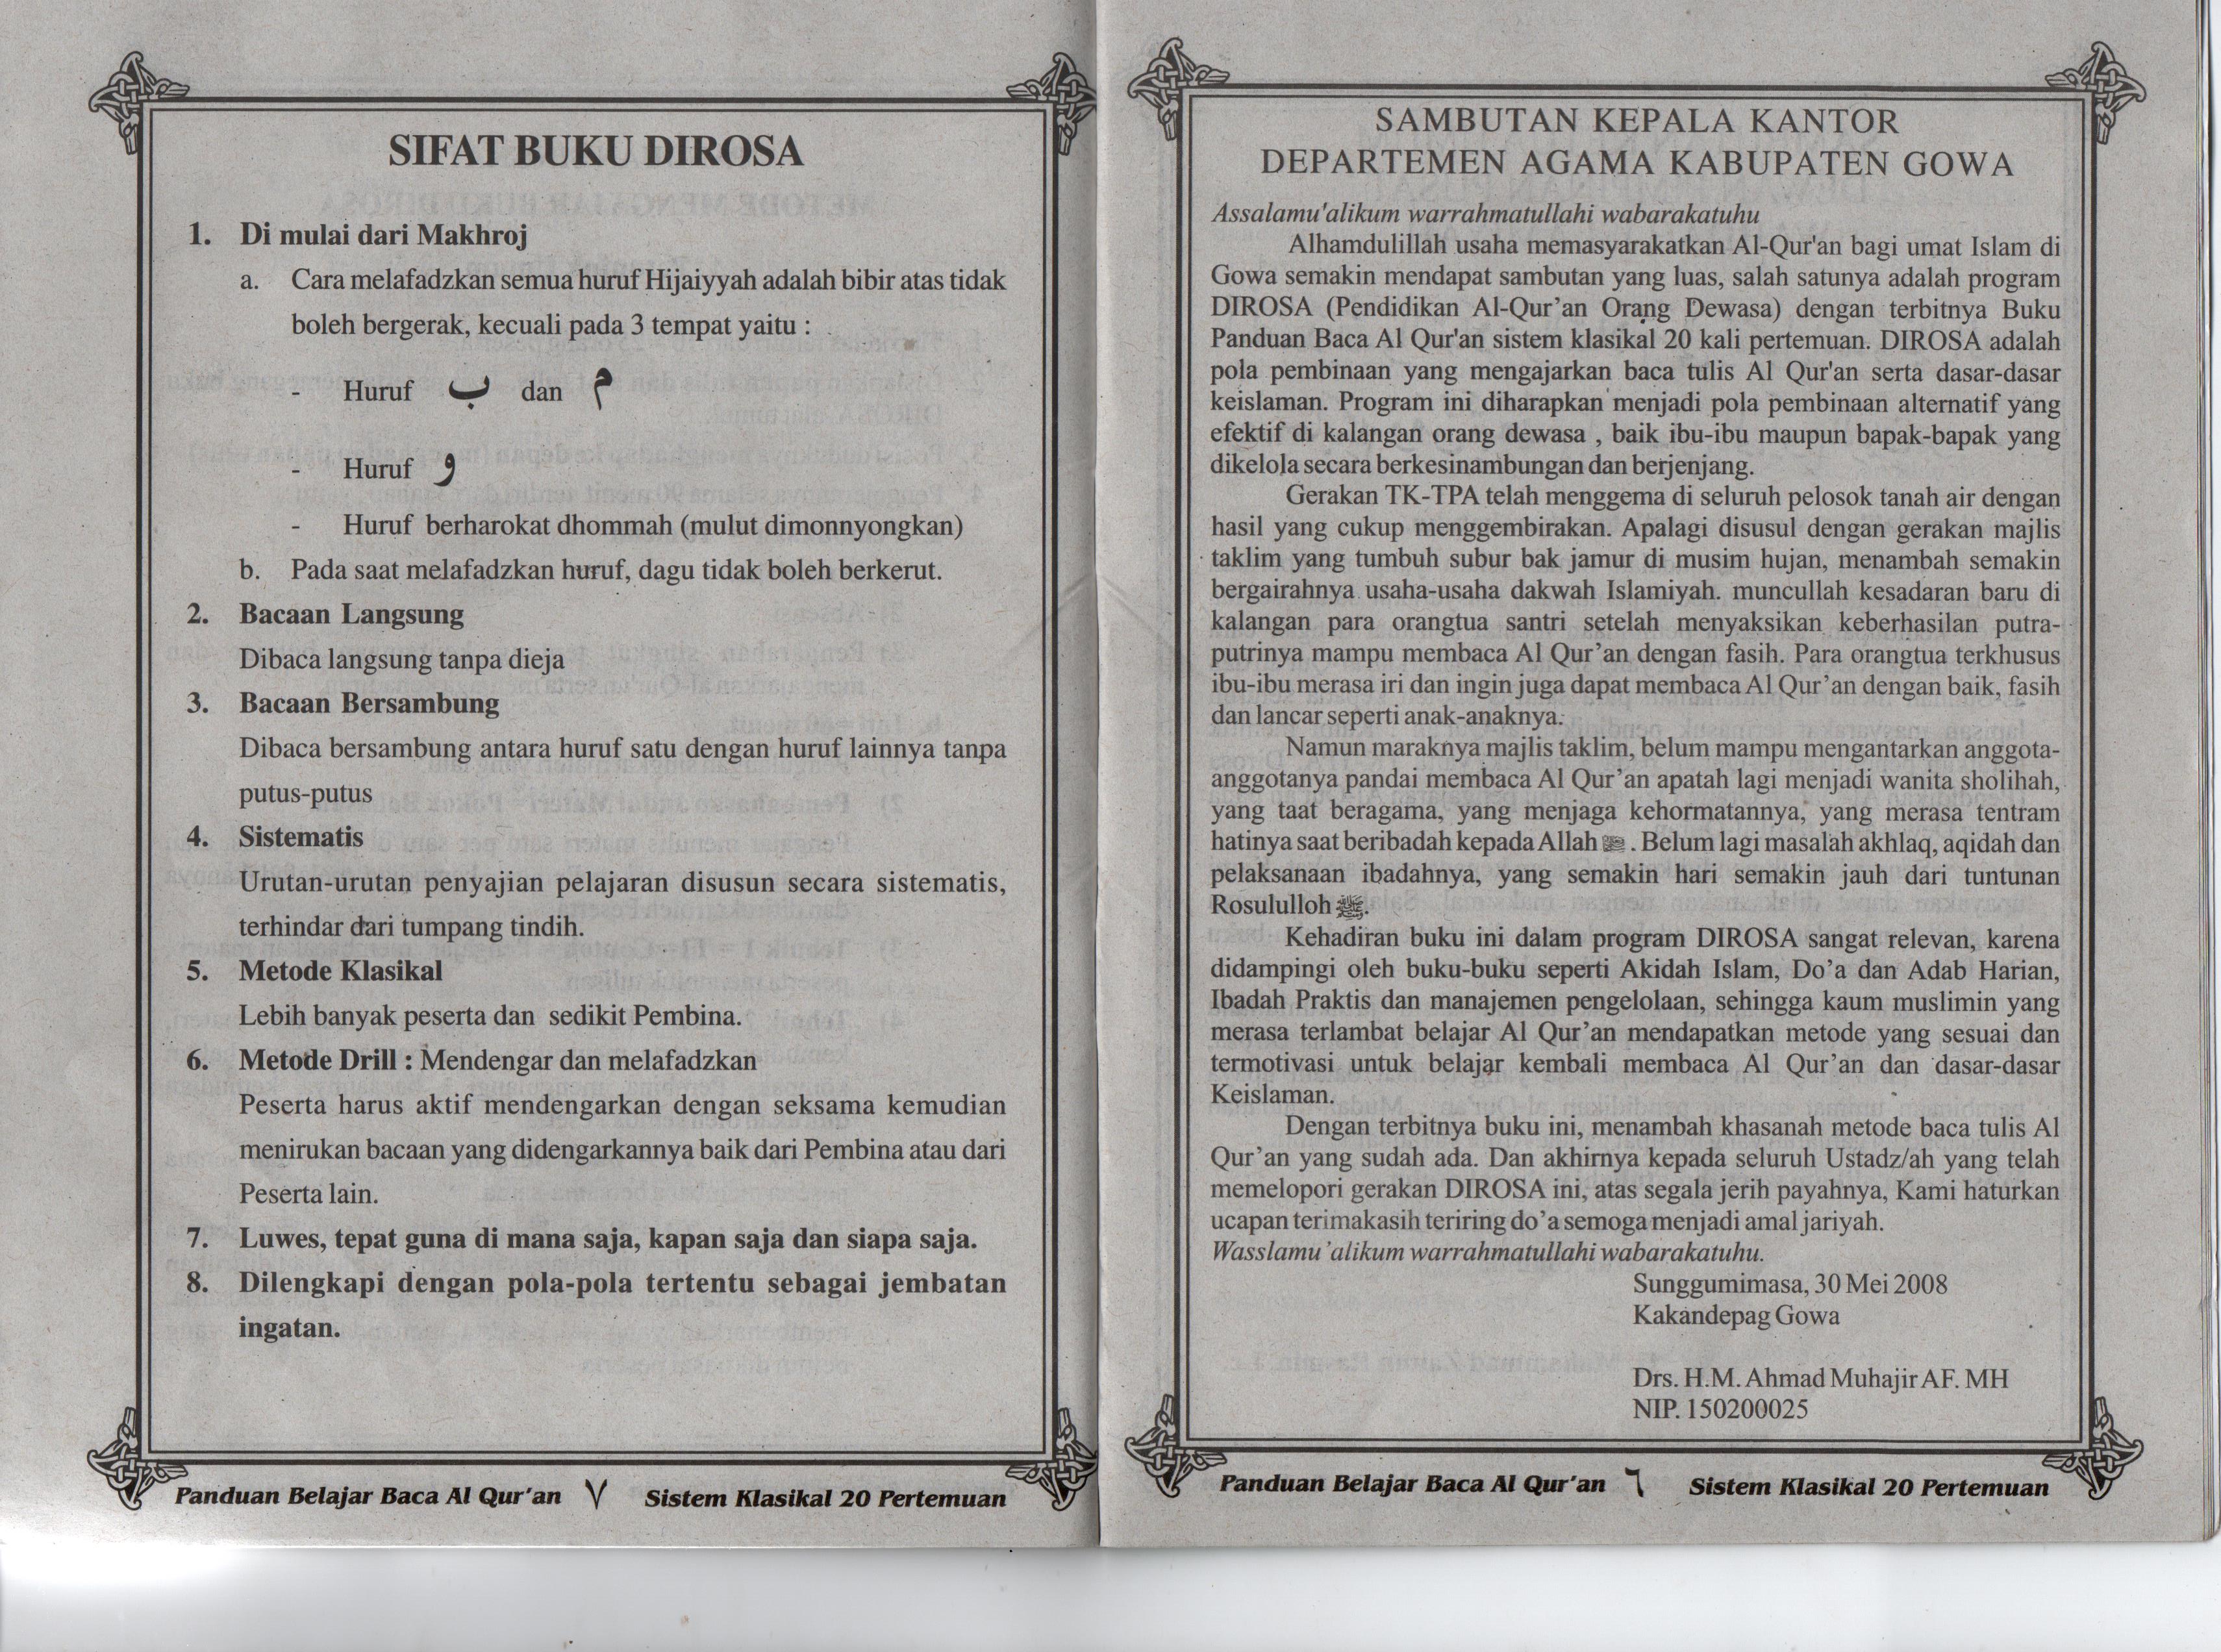 SAMBUTAN KEPALA KANTOR
DEPARTEMEN AGAMA KABUPATEN GOWA
Assalamu'alikum warrahmatullahi wabarakatuhu
Alhamdulillah usaha memasyarakatkan Al-Qur'an bagi umat Islam di
Gowa semakin mendapat sambutan yang luas, salah satunya adalah program
DIROSA (Pendidikan Al-Qur’an Orang Dewasa) dengan terbitnya Buku
Panduan Baca Al Qur'an sistem klasikal 20 kali pertemuan. DIROSA adalah
pola pembinaan yang mengajarkan baca tulis Al Qur'an serta dasar-dasar
keislaman. Program ini diharapkan menjadi pola pembinaan alternatif yang
efektif di kalangan orang dewasa , baik ibu-ibu maupun bapak-bapak yang
dikelola secara berkesinambungan dan berjenjang.
Gerakan TK-TPA telah menggema di seluruh pelosok tanah air dengan
hasil yang cukup menggembirakan. Apalagi disusul dengan gerakan majlis
taklim yang tumbuh subur bak jamur di musim hujan, menambah semakin
bergairahnya usaha-usaha dakwah Islamiyah. muncullah kesadaran baru di
kalangan para orangtua santri setelah menyaksikan keberhasilan putra-
putrinya mampu membaca Al Qur’an dengan fasih. Para orangtua terkhusus
ibu-ibu merasa iri dan ingin juga dapat membaca Al Qur’an dengan baik, fasih
dan lancar seperti anak-anaknya.
Namun maraknya majlis taklim, belum mampu mengantarkan anggota-
anggotanya pandai membaca Al Qur’an apatah lagi menjadi wanita sholihah,
yang taat beragama, yang menjaga kehormatannya, yang merasa tentram
hatinya saat beribadah kepada Allah ﷻ . Belum lagi masalah akhlaq, aqidah dan
pelaksanaan ibadahnya, yang semakin hari semakin jauh dari tuntunan
Rosululloh ﷺ.
Kehadiran buku ini dalam program DIROSA sangat relevan, karena
didampingi oleh buku-buku seperti Akidah Islam, Do’a dan Adab Harian,
Ibadah Praktis dan manajemen pengelolaan, sehingga kaum muslimin yang
merasa terlambat belajar Al Qur’an mendapatkan metode yang sesuai dan
termotivasi untuk belajar kembali membaca Al Qur’an dan dasar-dasar
Keislaman.
Dengan terbitnya buku ini, menambah khasanah metode baca tulis Al
Qur’an yang sudah ada. Dan akhirnya kepada seluruh Ustadz/ah yang telah
memelopori gerakan DIROSA ini, atas segala jerih payahnya, Kami haturkan
ucapan terimakasih teriring do’a semoga menjadi amal jariyah.
Wasslamu’alikum warrahmatullahi wabarakatuhu.
Sunggumimasa, 30 Mei 2008
Kakandepag Gowa
Drs. H.M. Ahmad Muhajir AF. MH
NIP. 150200025
Panduan Belajar Baca Al Qur’an ٦ Sistem Klasikal 20 Pertemuan
SIFAT BUKU DIROSA
1. Di mulai dari Makhroj
a. Cara melafadzkan semua huruf Hijaiyyah adalah bibir atas tidak
boleh bergerak, kecuali pada 3 tempat yaitu :
- Huruf ب dan م
- Huruf و
- Huruf berharokat dhommah (mulut dimonnyongkan)
b. Pada saat melafadzkan huruf, dagu tidak boleh berkerut.
2. Bacaan Langsung
Dibaca langsung tanpa dieja
3. Bacaan Bersambung
Dibaca bersambung antara huruf satu dengan huruf lainnya tanpa
putus-putus
4. Sistematis
Urutan-urutan penyajian pelajaran disusun secara sistematis,
terhindar dari tumpang tindih.
5. Metode Klasikal
Lebih banyak peserta dan sedikit Pembina.
6. Metode Drill : Mendengar dan melafadzkan
Peserta harus aktif mendengarkan dengan seksama kemudian
menirukan bacaan yang didengarkannya baik dari Pembina atau dari
Peserta lain.
7. Luwes, tepat guna di mana saja, kapan saja dan siapa saja.
8. Dilengkapi dengan pola-pola tertentu sebagai jembatan
ingatan.
Panduan Belajar Baca Al Qur’an ٧ Sistem Klasikal 20 Pertemuan